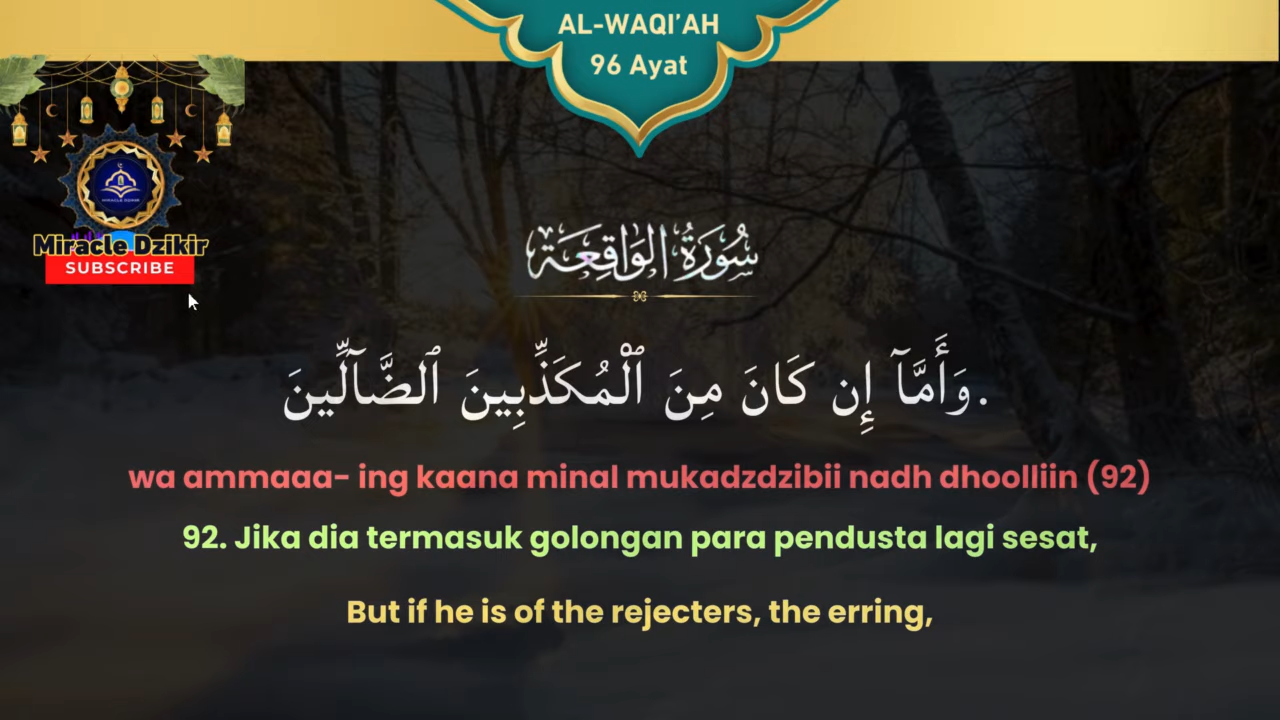 AL-WAQI'AH
96 Ayat
Miracle Dzikir
SUBSCRIBE
سُورَةُ الوَاقِعَة
وَأَمَّآ إِن كَانَ مِنَ ٱلْمُكَذِّبِينَ ٱلضَّآلِّينَ.
wa ammaaa- ing kaana minal mukadzdzibii nadh dhoolliin (92)
92. Jika dia termasuk golongan para pendusta lagi sesat,
But if he is of the rejecters, the erring,